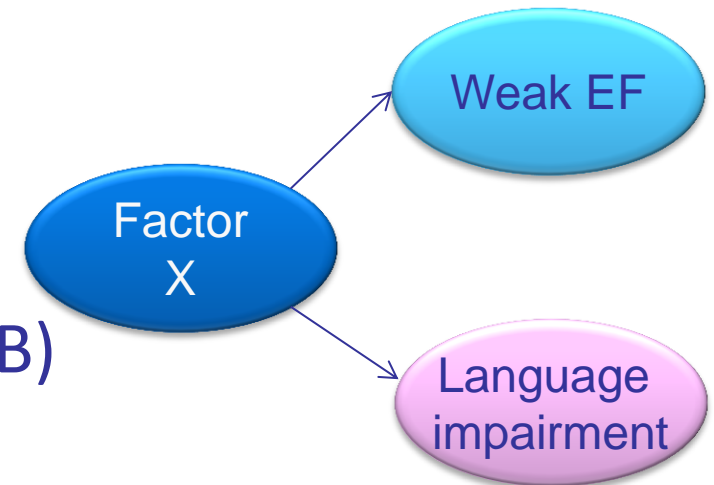 Weak EF
Factor
X
B)
Language
impairment